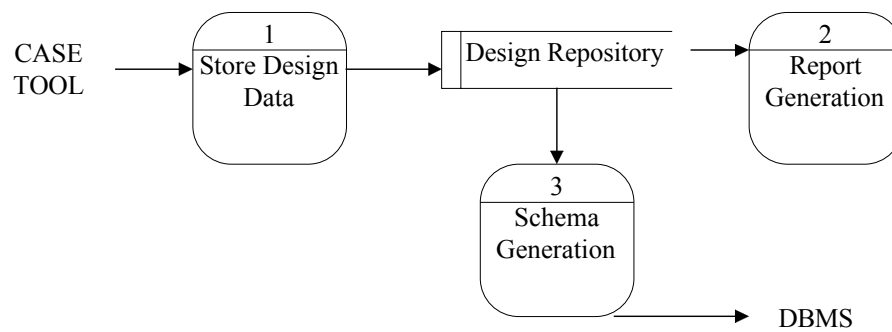 CASE
TOOL
1
Store Design
Data
Design Repository
2
Report
Generation
3
Schema
Generation
DBMS